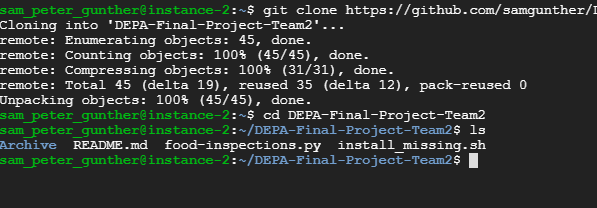 sam_peter_gunther@instance-2:~$ git clone https://github.com/samgunther/D
Cloning into 'DEPA-Final-Project-Team2'...
remote: Enumerating objects: 45, done.
remote: Counting objects: 100% (45/45), done.
remote: Compressing objects: 100% (31/31), done.
remote: Total 45 (delta 19), reused 35 (delta 12), pack-reused 0
Unpacking objects: 100% (45/45), done.
sam_peter_gunther@instance-2:~$ cd DEPA-Final-Project-Team2
sam_peter_gunther@instance-2:~/DEPA-Final-Project-Team2$ ls
Archive  README.md  food-inspections.py  install_missing.sh
sam_peter_gunther@instance-2:~/DEPA-Final-Project-Team2$